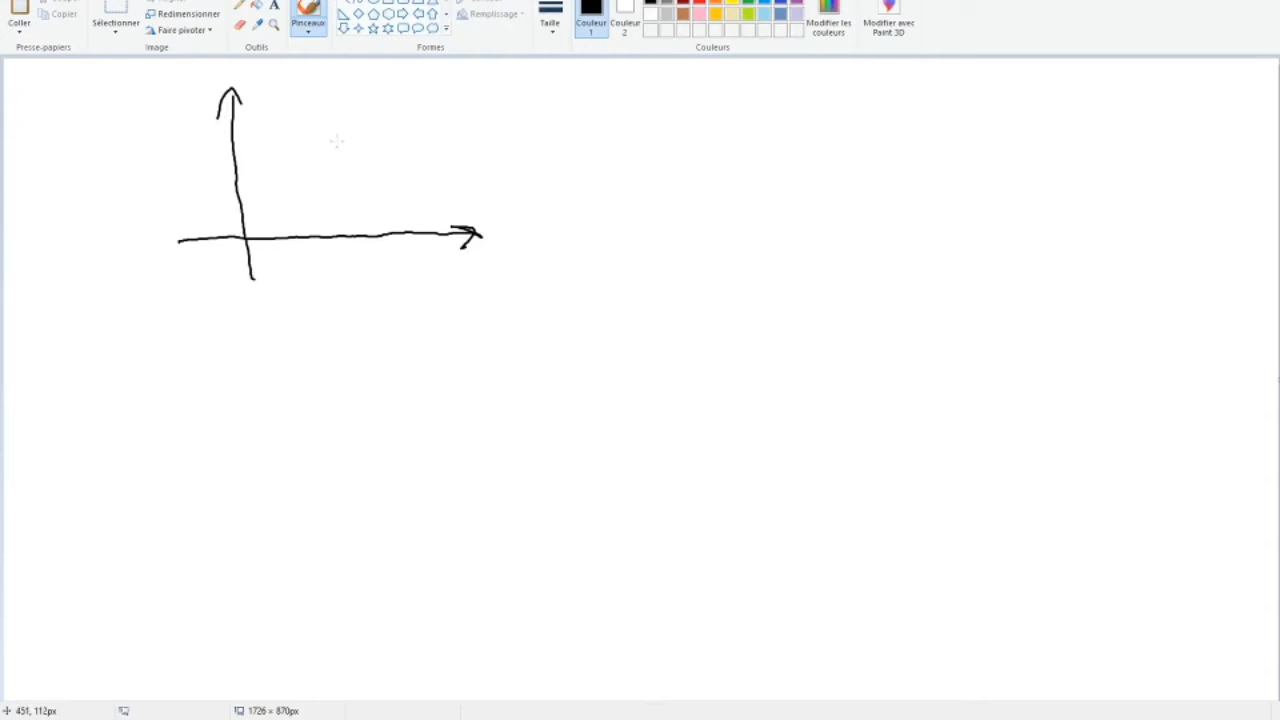 Coller
Copier
Sélectionner
Redimensionner
Faire pivoter
Pinceaux
Remplissage
Taille
Couleur 1
Couleur 2
Modifier les couleurs
Modifier avec Paint 3D
Presse-papiers
Image
Outils
Formes
Couleurs
451, 112px
1726 × 870px